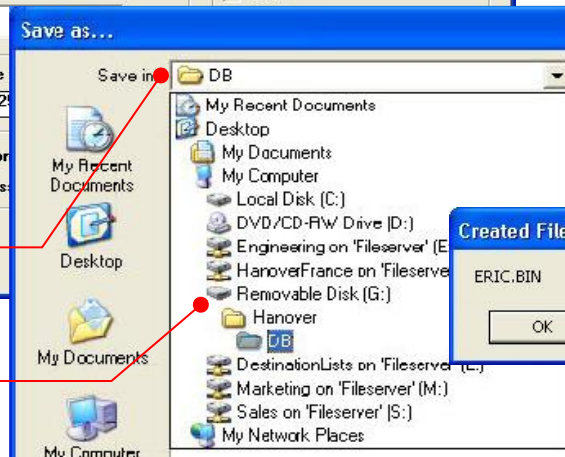 Save as...
Save in
DB
My Recent Documents
Desktop
My Documents
My Computer
Local Disk (C:)
DVD/CD-RW Drive (D:)
Engineering on 'Fileserver' (E
HanoverFrance on 'Fileserve
Removable Disk (G:)
Hanover
DB
DestinationLists on 'Fileserver' (L:)
Marketing on 'Fileserver' (M:)
Sales on 'Fileserver' (S:)
My Network Places
My Recent
Documents
Desktop
My Documents
My Computer
Created File
ERIC.BIN
OK